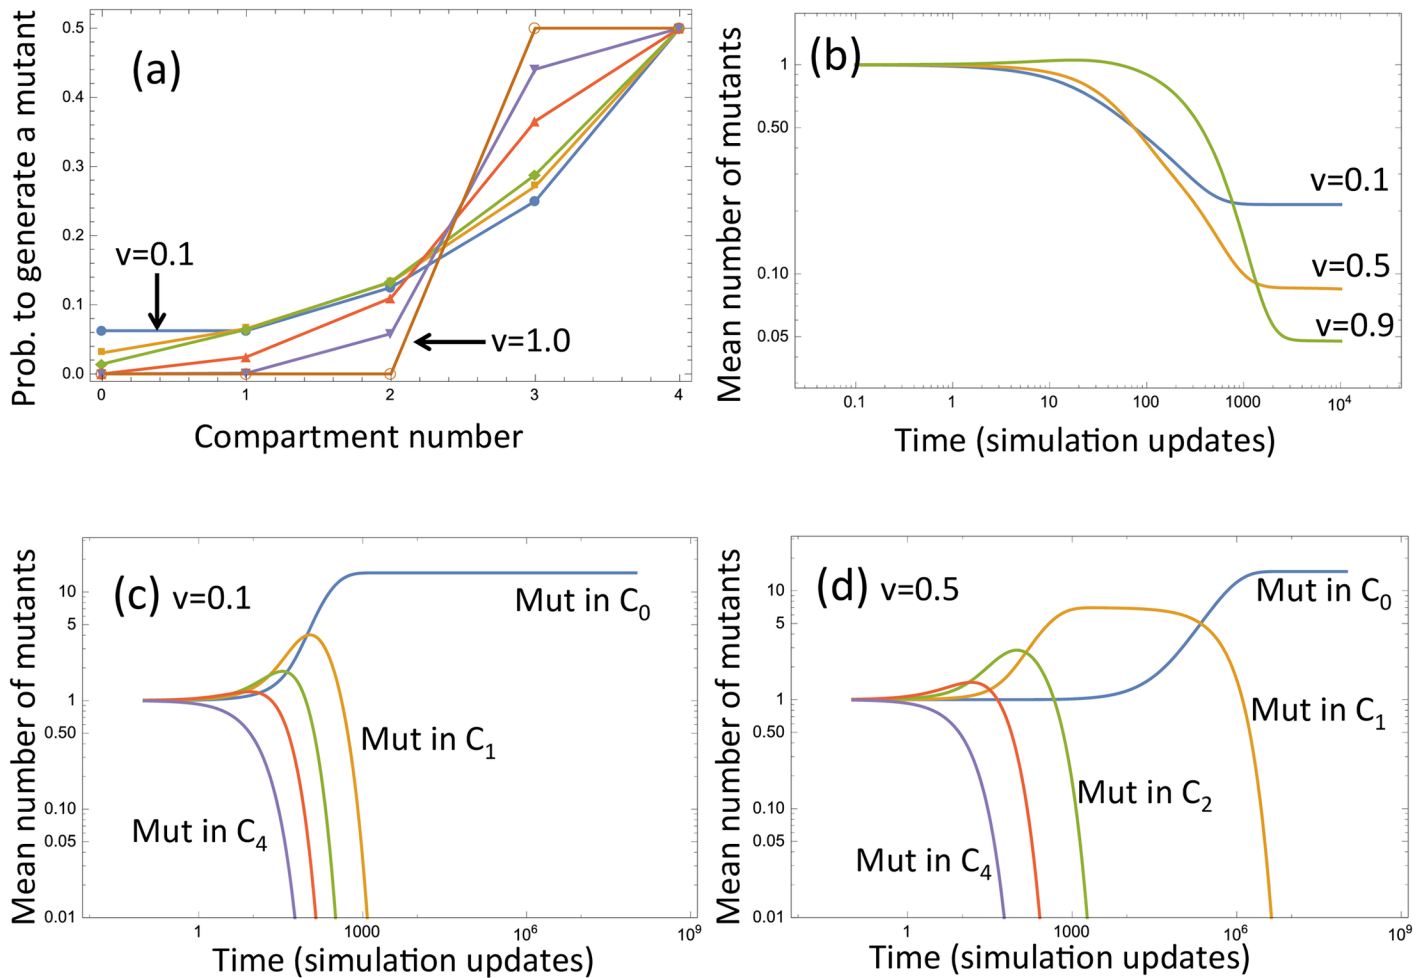 (a)
Prob. to generate a mutant
0.5
0.4
0.3
0.2
0.1
0.0
v=0.1
v=1.0
0 1 2 3 4
Compartment number
(b)
Mean number of mutants
1
0.50
0.10
0.05
v=0.1
v=0.5
v=0.9
0.1 1 10 100 1000 10⁴
Time (simulation updates)
(c) v=0.1
Mean number of mutants
10
5
1
0.50
0.10
0.05
0.01
Mut in C₀
Mut in C₁
Mut in C₄
1 1000 10⁶ 10⁹
Time (simulation updates)
(d) v=0.5
Mean number of mutants
10
5
1
0.50
0.10
0.05
0.01
Mut in C₀
Mut in C₁
Mut in C₂
Mut in C₄
1 1000 10⁶ 10⁹
Time (simulation updates)